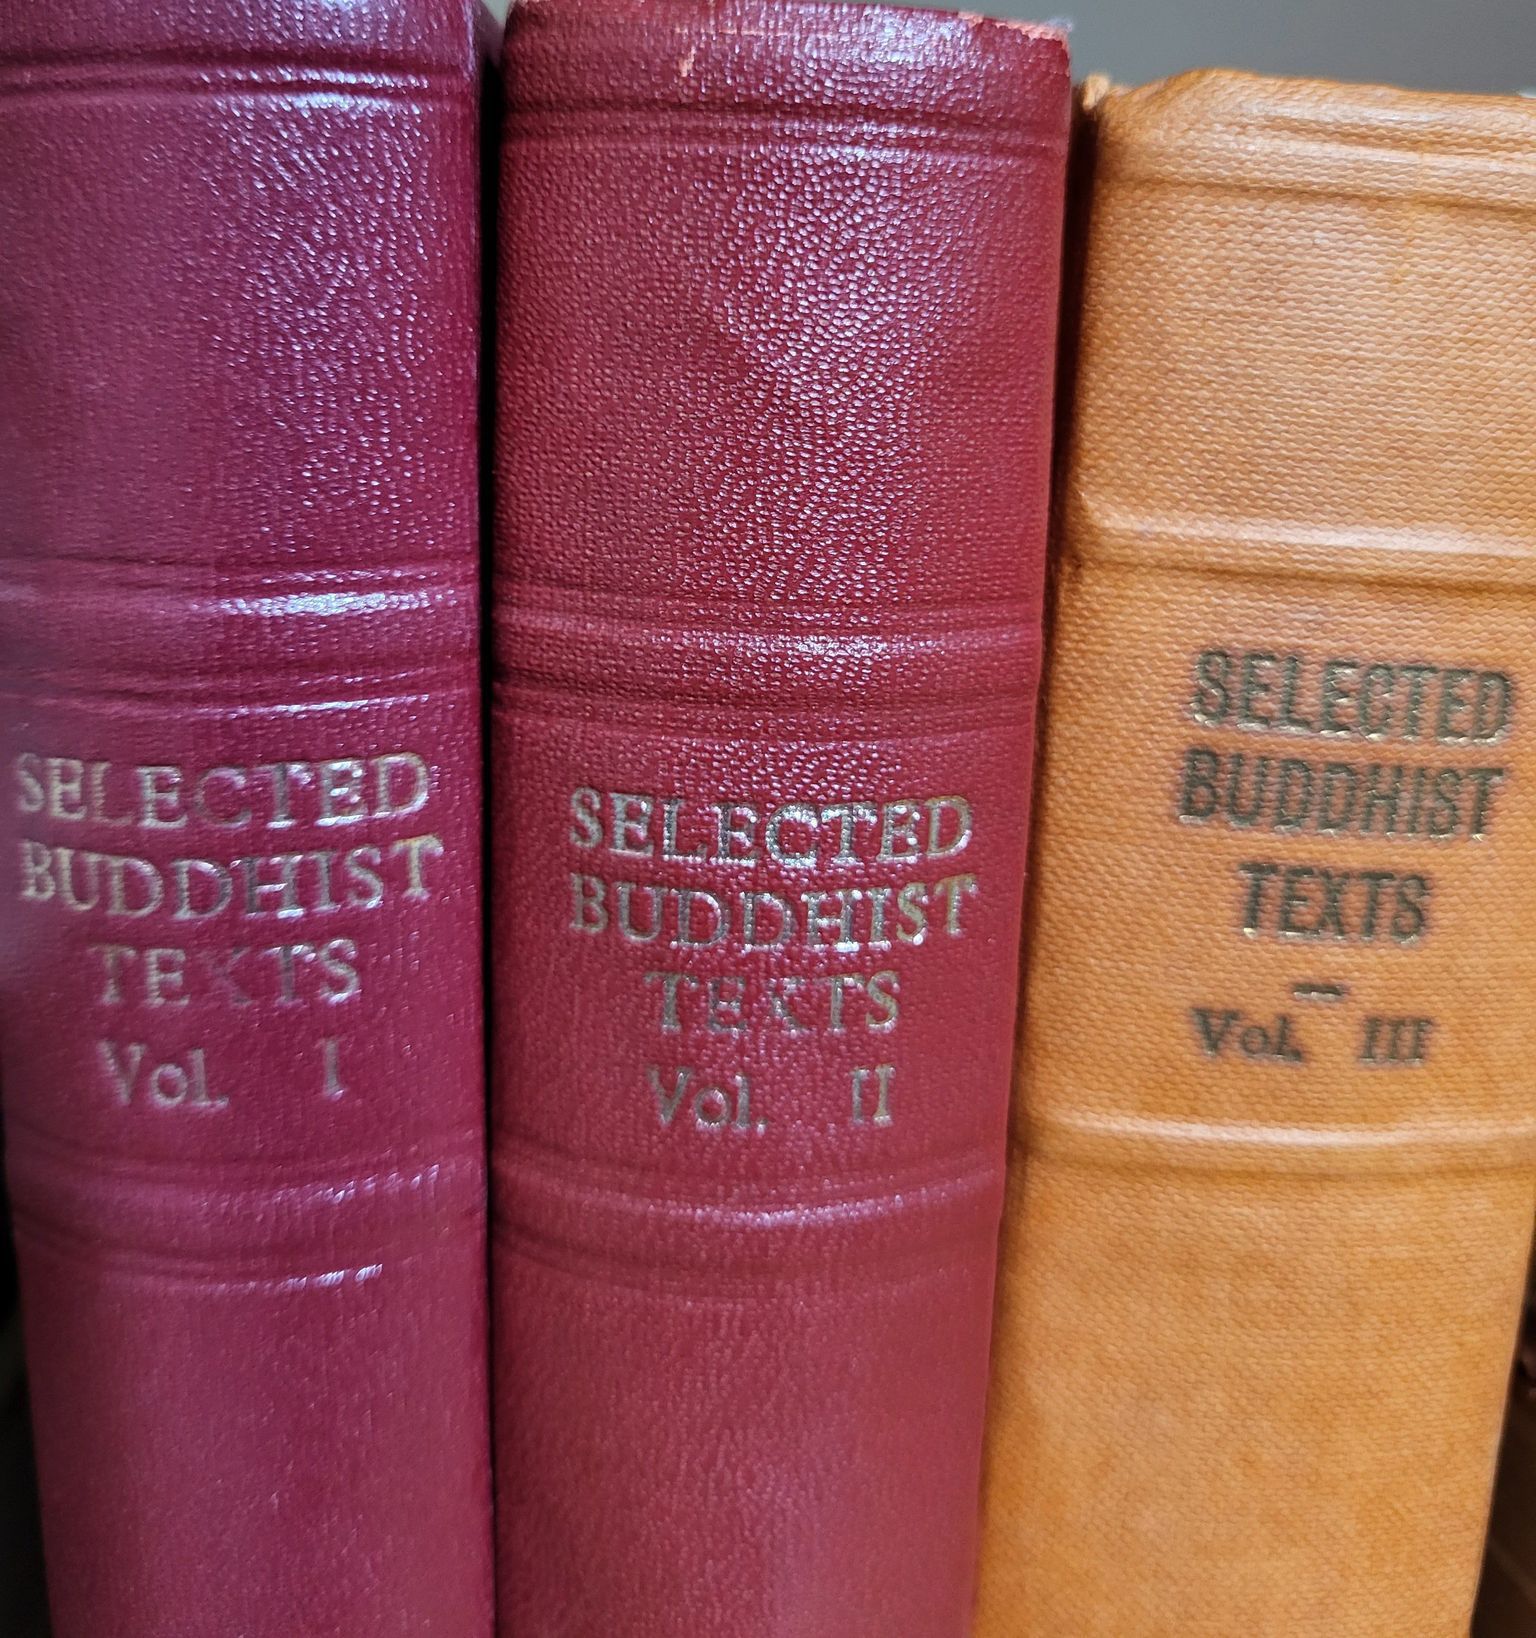 SELECTED
BUDDHIST
TEXTS
Vol. I
SELECTED
BUDDHIST
TEXTS
Vol. II
SELECTED
BUDDHIST
TEXTS
—
Vol. III